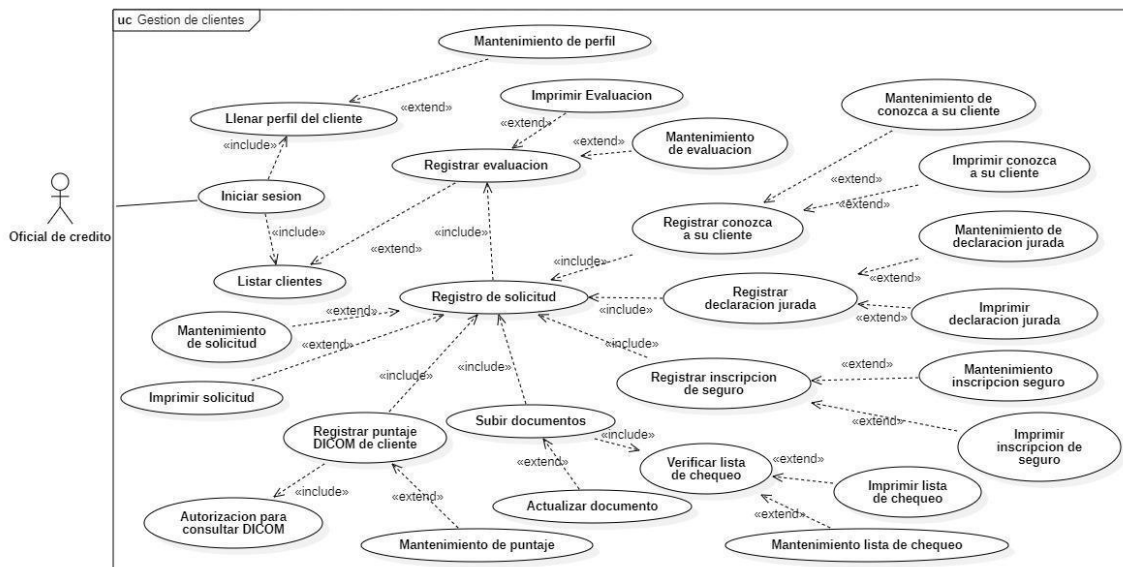 uc Gestion de clientes
Mantenimiento de perfil
«extend»
Llenar perfil del cliente
«include»
Imprimir Evaluacion
«extend»
Mantenimiento
de evaluacion
«extend»
Registrar evaluacion
Mantenimiento de
conozca a su cliente
«extend»
Imprimir conozca
a su cliente
«extend»
Iniciar sesion
Oficial de credito
«include»
«extend»
«include»
Registrar conozca
a su cliente
Mantenimiento de
declaracion jurada
Listar clientes
«include»
«extend»
Registro de solicitud
Registrar
declaracion jurada
«include»
Imprimir
declaracion jurada
«extend»
Mantenimiento
de solicitud
«extend»
«extend»
«include»
Imprimir solicitud
«include»
«include»
Registrar inscripcion
de seguro
«extend»
Mantenimiento
inscripcion seguro
«extend»
Imprimir
inscripcion de
seguro
Registrar puntaje
DICOM de cliente
Subir documentos
«include»
Verificar lista
de chequeo
«extend»
«extend»
Imprimir lista
de chequeo
«include»
«extend»
Autorizacion para
consultar DICOM
Actualizar documento
«extend»
Mantenimiento de puntaje
Mantenimiento lista de chequeo